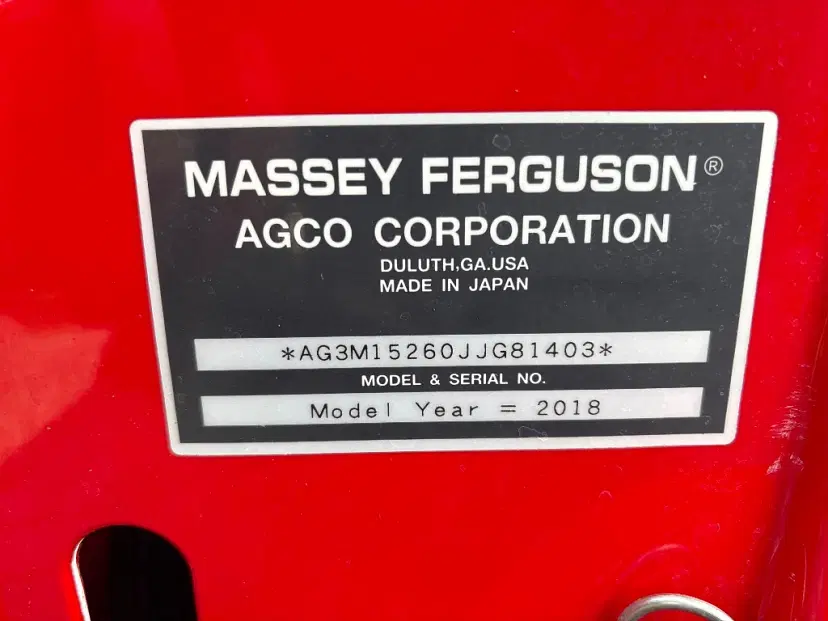 MASSEY FERGUSON®
AGCO CORPORATION
DULUTH,GA.USA
MADE IN JAPAN
*AG3M15260JJG81403*
MODEL & SERIAL NO.
Model Year = 2018